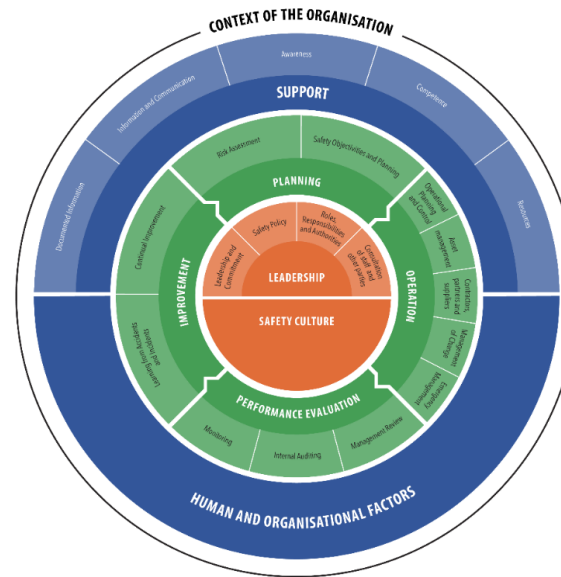 CONTEXT OF THE ORGANISATION
Documented Information
Information and Communication
Awareness
Competence
Resources
SUPPORT
Risk Assessment
Safety Objectivities and Planning
PLANNING
Operational
Planning
and Control
Asset
management
Contractors,
partners and
suppliers
Management
of Change
Emergency
Management
OPERATION
Continual Improvement
Learning from Accidents
and Incidents
IMPROVEMENT
Leadership and
Commitment
Safety Policy
Roles,
Responsibilities
and Authorities
Consultation
of staff and
other parties
LEADERSHIP
SAFETY CULTURE
PERFORMANCE EVALUATION
Monitoring
Internal Auditing
Management Review
HUMAN AND ORGANISATIONAL FACTORS